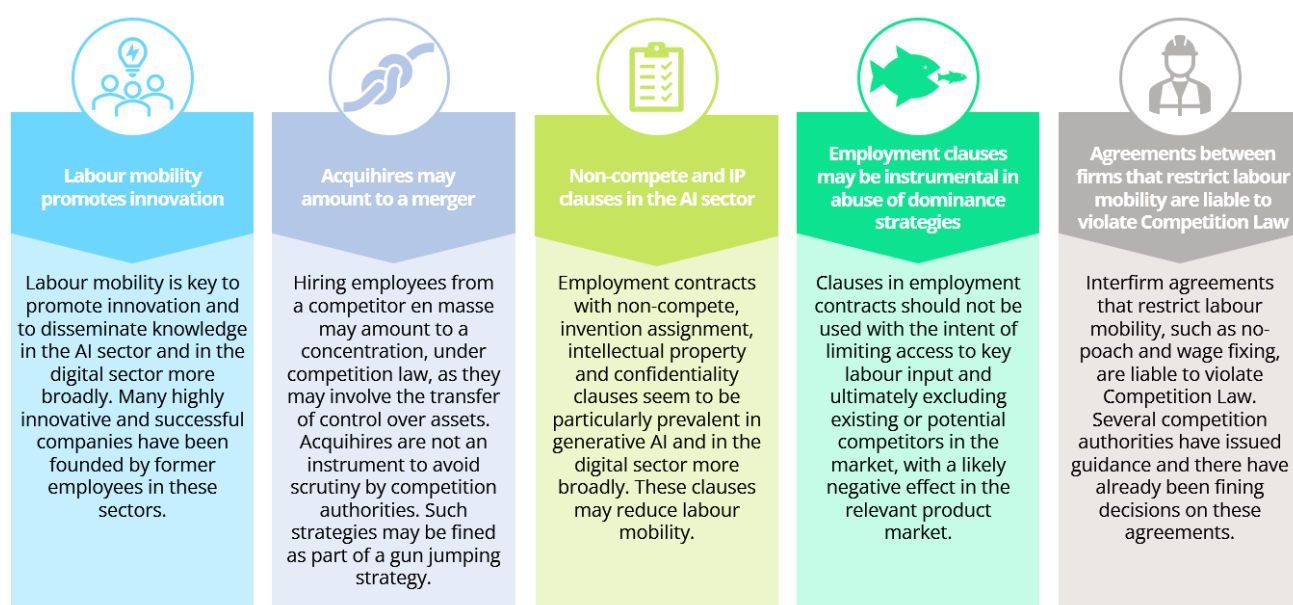 Labour mobility
promotes innovation
Labour mobility is key to
promote innovation and
to disseminate knowledge
in the AI sector and in the
digital sector more
broadly. Many highly
innovative and successful
companies have been
founded by former
employees in these
sectors.
Acquihires may
amount to a merger
Hiring employees from
a competitor en masse
may amount to a
concentration, under
competition law, as they
may involve the transfer
of control over assets.
Acquihires are not an
instrument to avoid
scrutiny by competition
authorities. Such
strategies may be fined
as part of a gun jumping
strategy.
Non-compete and IP
clauses in the AI sector
Employment contracts
with non-compete,
invention assignment,
intellectual property
and confidentiality
clauses seem to be
particularly prevalent in
generative AI and in the
digital sector more
broadly. These clauses
may reduce labour
mobility.
Employment clauses
may be instrumental in
abuse of dominance
strategies
Clauses in employment
contracts should not be
used with the intent of
limiting access to key
labour input and
ultimately excluding
existing or potential
competitors in the
market, with a likely
negative effect in the
relevant product
market.
Agreements between
firms that restrict labour
mobility are liable to
violate Competition Law
Interfirm agreements
that restrict labour
mobility, such as no-
poach and wage fixing,
are liable to violate
Competition Law.
Several competition
authorities have issued
guidance and there have
already been fining
decisions on these
agreements.